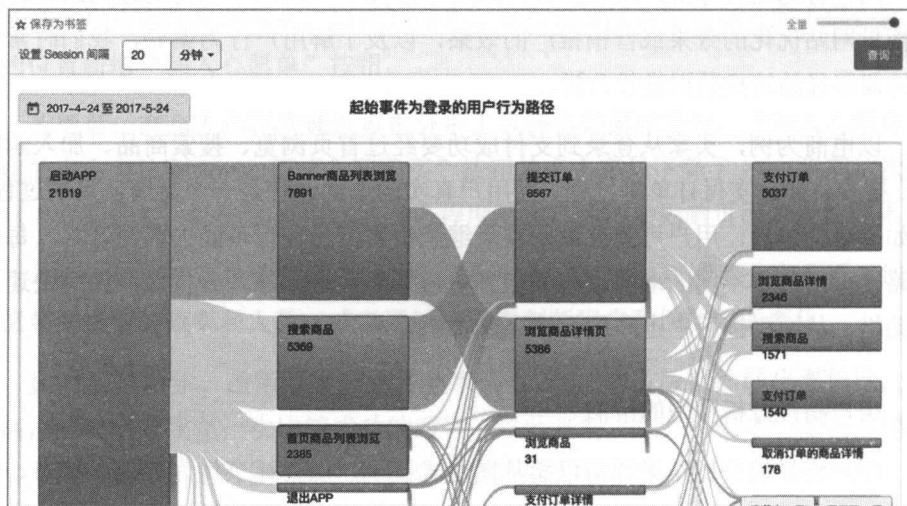 保存为书签
全量
设置 Session 间隔 20 分钟
查询
2017-4-24 至 2017-5-24
起始事件为登录的用户行为路径
启动APP
21819
Banner商品列表浏览
7891
提交订单
8567
支付订单
5037
浏览商品详情
2346
搜索商品
5369
浏览商品详情页
5386
搜索商品
1571
支付订单
1540
首页商品列表浏览
2385
浏览商品
31
取消订单的商品详情
178
退出APP
支付订单详情